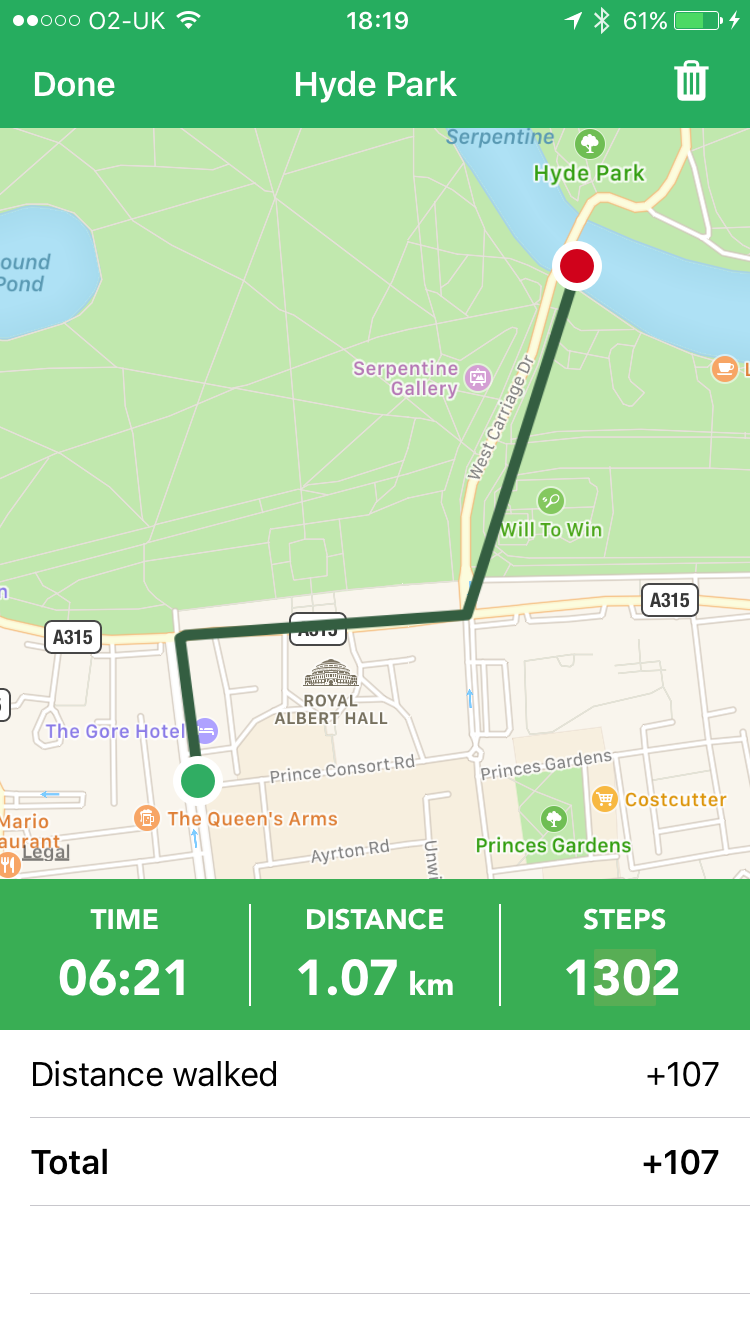 O2-UK 18:19 61%
Done Hyde Park
Serpentine
Hyde Park
ound
Pond
Serpentine
Gallery
West Carriage Dr
L
Will To Win
n
A315
A315
A315
ROYAL
ALBERT HALL
The Gore Hotel
Prince Consort Rd
Princes Gardens
Costcutter
The Queen's Arms
Mario
aurant
Legal
Princes Gardens
Ayrton Rd
Unwi
TIME DISTANCE STEPS
06:21 1.07 km 1302
Distance walked +107
Total +107